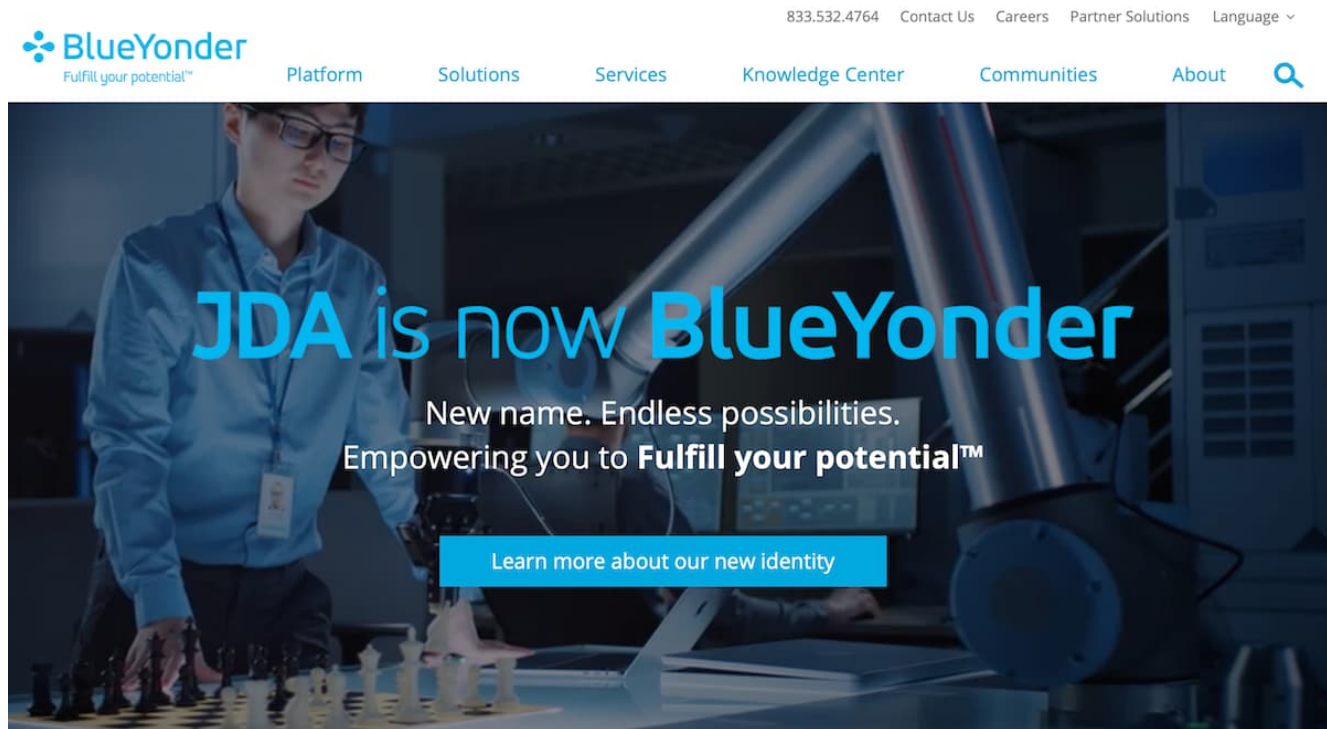 833.532.4764 Contact Us Careers Partner Solutions Language
BlueYonder
Fulfill your potential™
Platform Solutions Services Knowledge Center Communities About
JDA is now BlueYonder
New name. Endless possibilities.
Empowering you to Fulfill your potential™
Learn more about our new identity